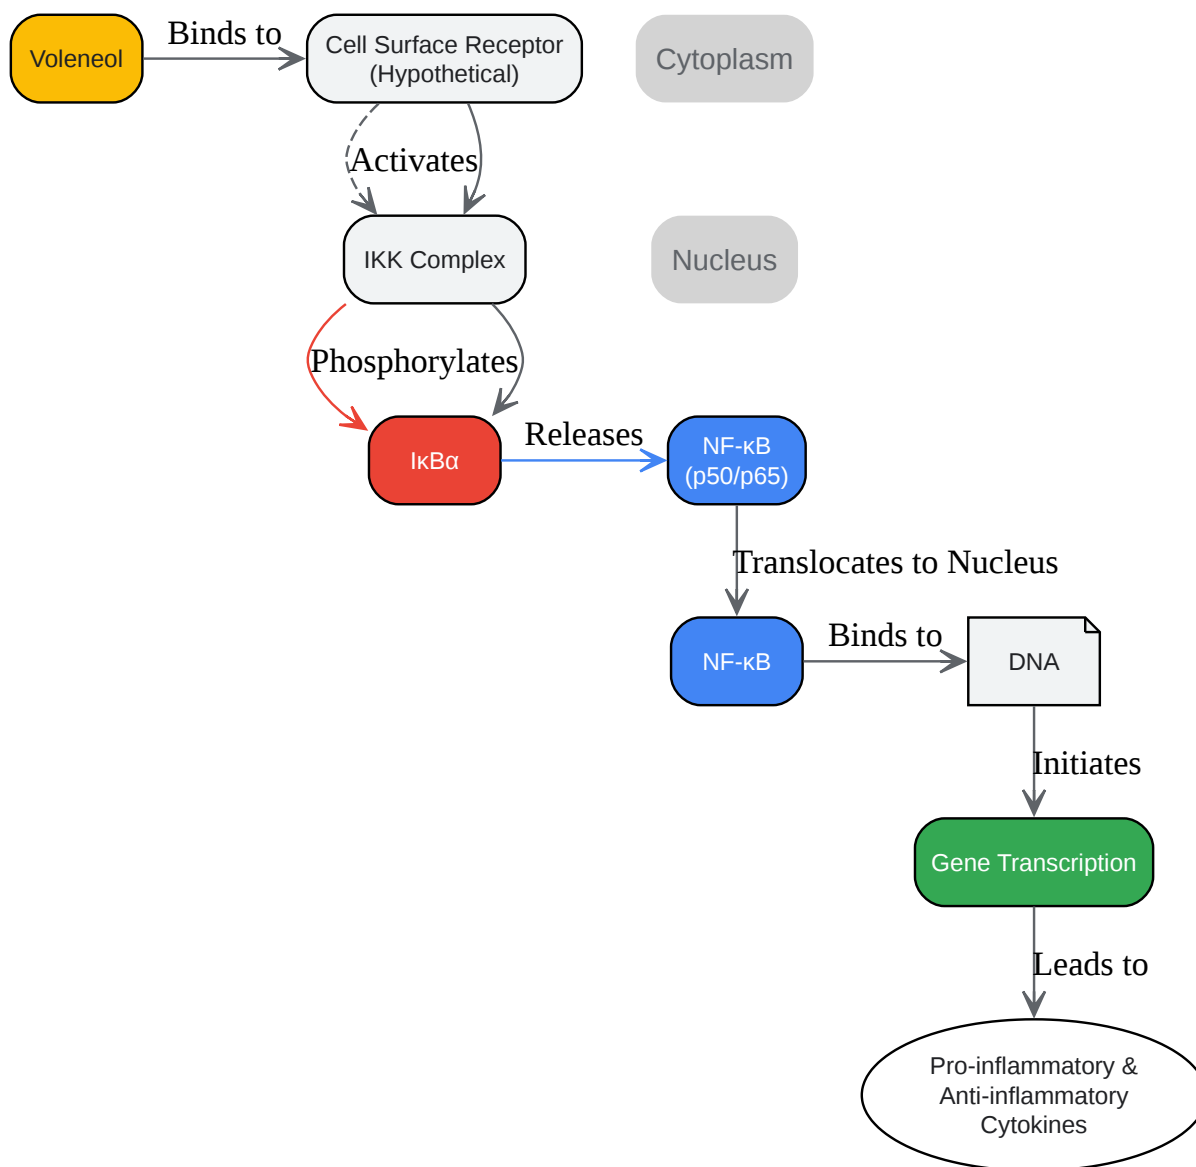 Voleneol
Binds to
Cell Surface Receptor
(Hypothetical)
Cytoplasm
Activates
IKK Complex
Nucleus
Phosphorylates
IκBα
Releases
NF-κB
(p50/p65)
Translocates to Nucleus
NF-κB
Binds to
DNA
Initiates
Gene Transcription
Leads to
Pro-inflammatory &
Anti-inflammatory
Cytokines